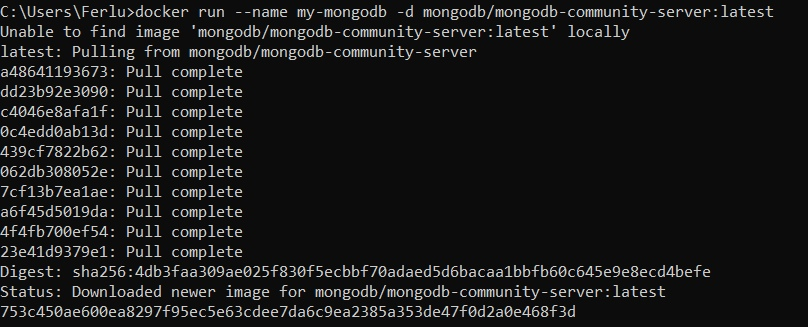 C:\Users\Ferlu>docker run --name my-mongodb -d mongodb/mongodb-community-server:latest
Unable to find image 'mongodb/mongodb-community-server:latest' locally
latest: Pulling from mongodb/mongodb-community-server
a48641193673: Pull complete
dd23b92e3090: Pull complete
c4046e8afa1f: Pull complete
0c4edd0ab13d: Pull complete
439cf7822b62: Pull complete
062db308052e: Pull complete
7cf13b7ea1ae: Pull complete
a6f45d5019da: Pull complete
4f4fb700ef54: Pull complete
23e41d9379e1: Pull complete
Digest: sha256:4db3faa309ae025f830f5ecbbf70adaed5d6bacaa1bbfb60c645e9e8ecd4befe
Status: Downloaded newer image for mongodb/mongodb-community-server:latest
753c450ae600ea8297f95ec5e63cdee7da6c9ea2385a353de47f0d2a0e468f3d